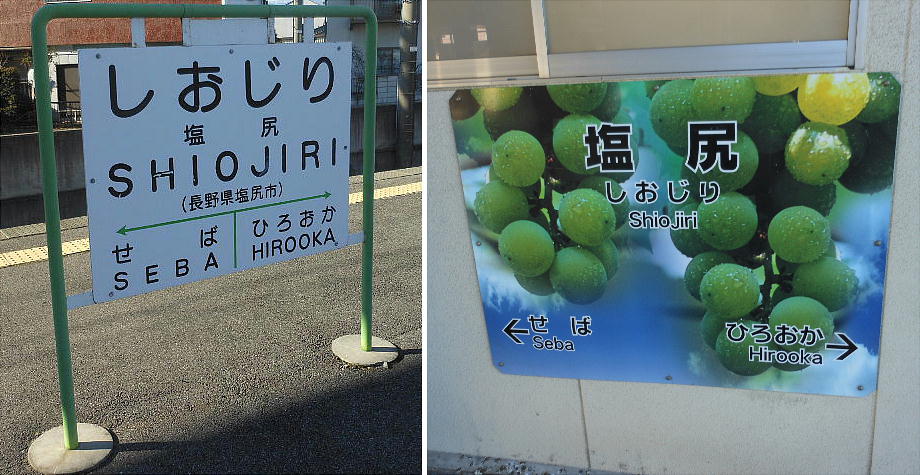 しおじり
塩 尻
SHIOJIRI
(長野県塩尻市)
せ ば ひろおか
SEBA HIROOKA
塩 尻
しおじり
Shiojiri
←せ ば
Seba
ひろおか→
Hirooka